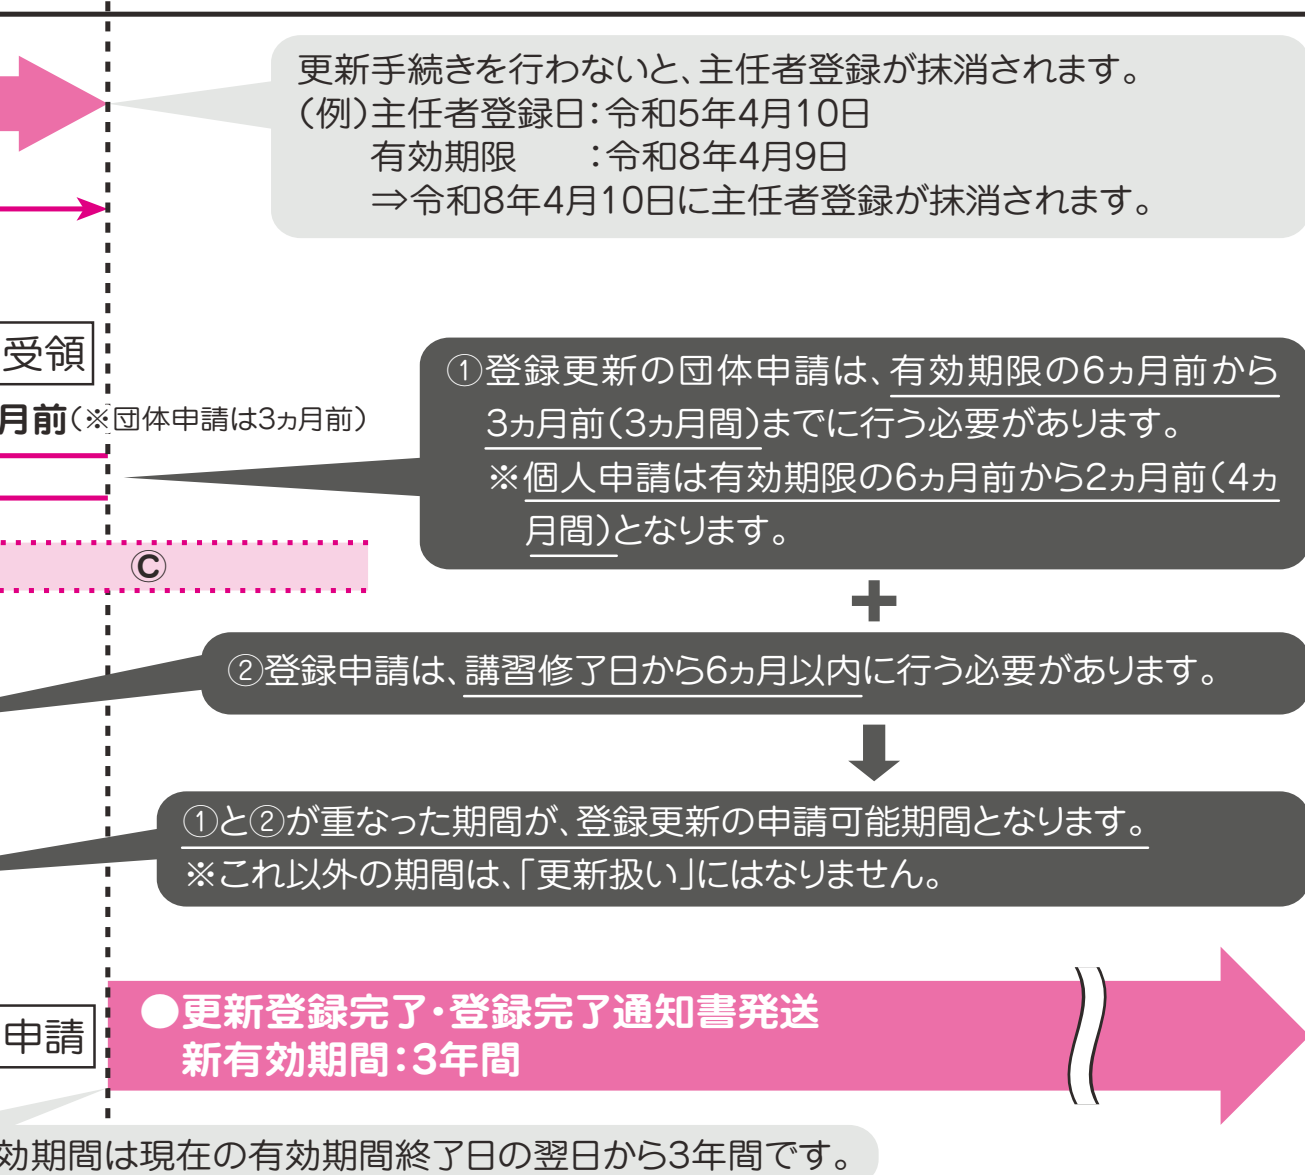 更新手続きを行わないと、主任者登録が抹消されます。
(例)主任者登録日:令和5年4月10日
有効期限　　:令和8年4月9日
⇒令和8年4月10日に主任者登録が抹消されます。
受領
月前(※団体申請は3ヵ月前)
①登録更新の団体申請は、有効期限の6ヵ月前から
3ヵ月前(3ヵ月間)までに行う必要があります。
※個人申請は有効期限の6ヵ月前から2ヵ月前(4ヵ
月間)となります。
Ⓒ
+
②登録申請は、講習修了日から6ヵ月以内に行う必要があります。
①と②が重なった期間が、登録更新の申請可能期間となります。
※これ以外の期間は、「更新扱い」にはなりません。
申請
●更新登録完了・登録完了通知書発送
新有効期間:3年間
効期間は現在の有効期間終了日の翌日から3年間です。